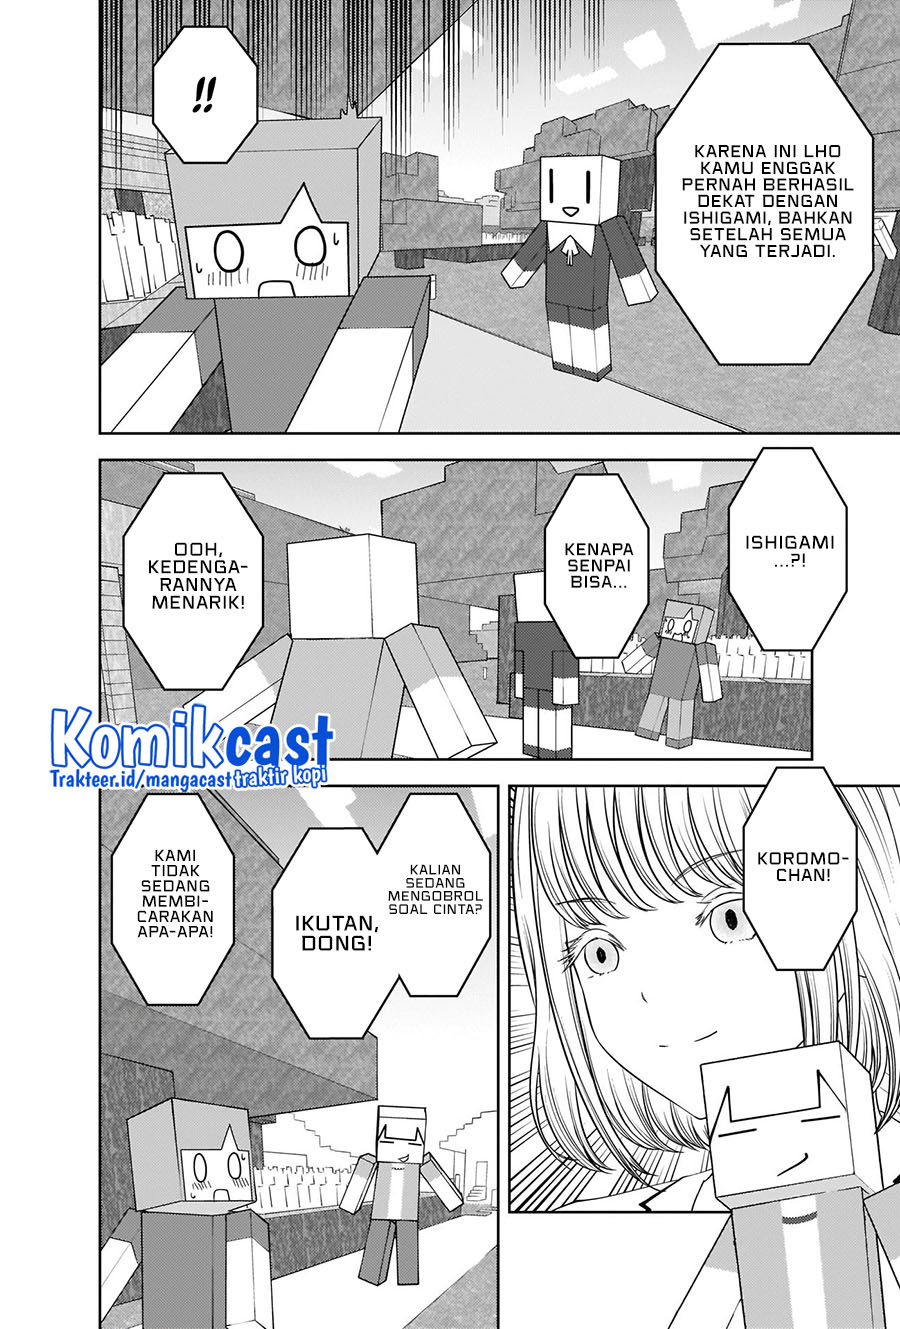 KARENA INI LHO
KAMU ENGGAK
PERNAH BERHASIL
DEKAT DENGAN
ISHIGAMI, BAHKAN
SETELAH SEMUA
YANG TERJADI.
!!
ISHIGAMI
...?!
KENAPA
SENPAI
BISA...
OOH,
KEDENGA-
RANNYA
MENARIK!
Komikcast
Trakteer.id/mangacast traktir kopi
KOROMO-
CHAN!
KALIAN
SEDANG
MENGOBROL
SOAL CINTA?
IKUTAN,
DONG!
KAMI
TIDAK
SEDANG
MEMBI-
CARAKAN
APA-APA!